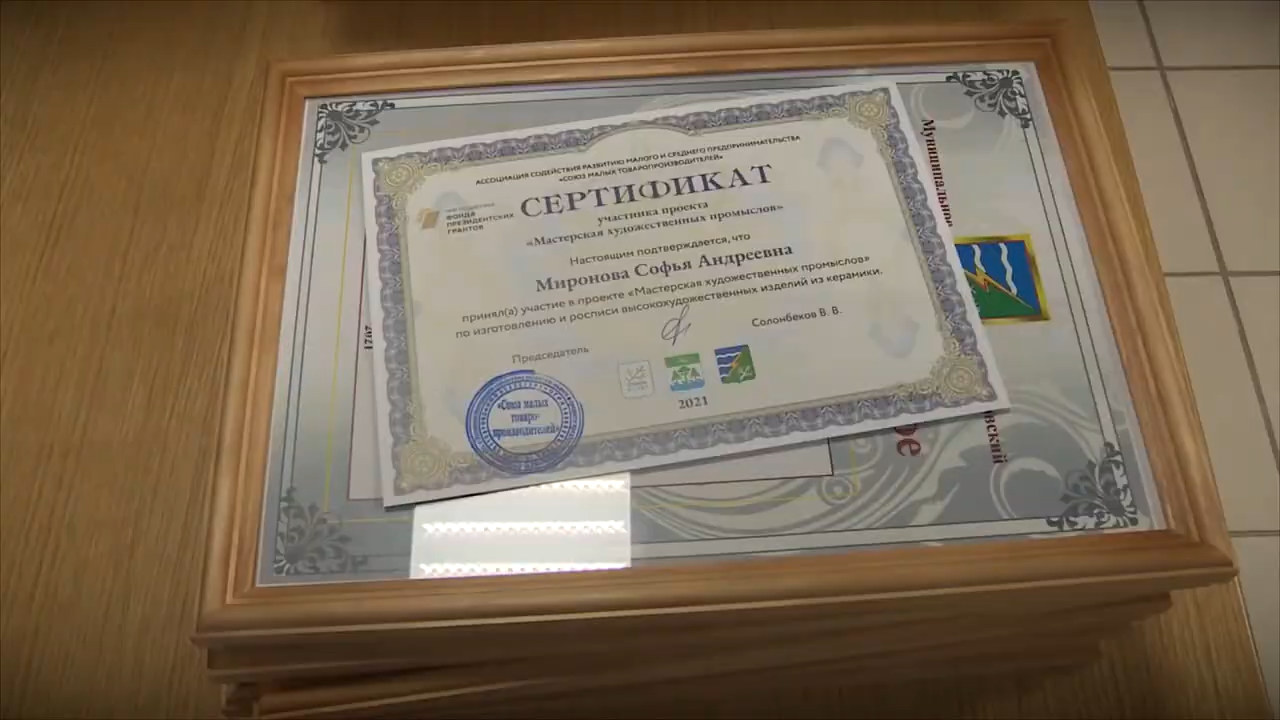 АССОЦИАЦИЯ СОДЕЙСТВИЯ РАЗВИТИЮ МАЛОГО И СРЕДНЕГО ПРЕДПРИНИМАТЕЛЬСТВА
«СОЮЗ МАЛЫХ ТОВАРОПРОИЗВОДИТЕЛЕЙ»
ФОНДА
ПРЕЗИДЕНТСКИХ
ГРАНТОВ
СЕРТИФИКАТ
участника проекта
«Мастерская художественных промыслов»
Настоящим подтверждается, что
Миронова Софья Андреевна
принял(а) участие в проекте «Мастерская художественных промыслов»
по изготовлению и росписи высокохудожественных изделий из керамики.
Председатель
Солонбеков В. В.
«Союз малых
товаро-
производителей»
2021
Муниципальное